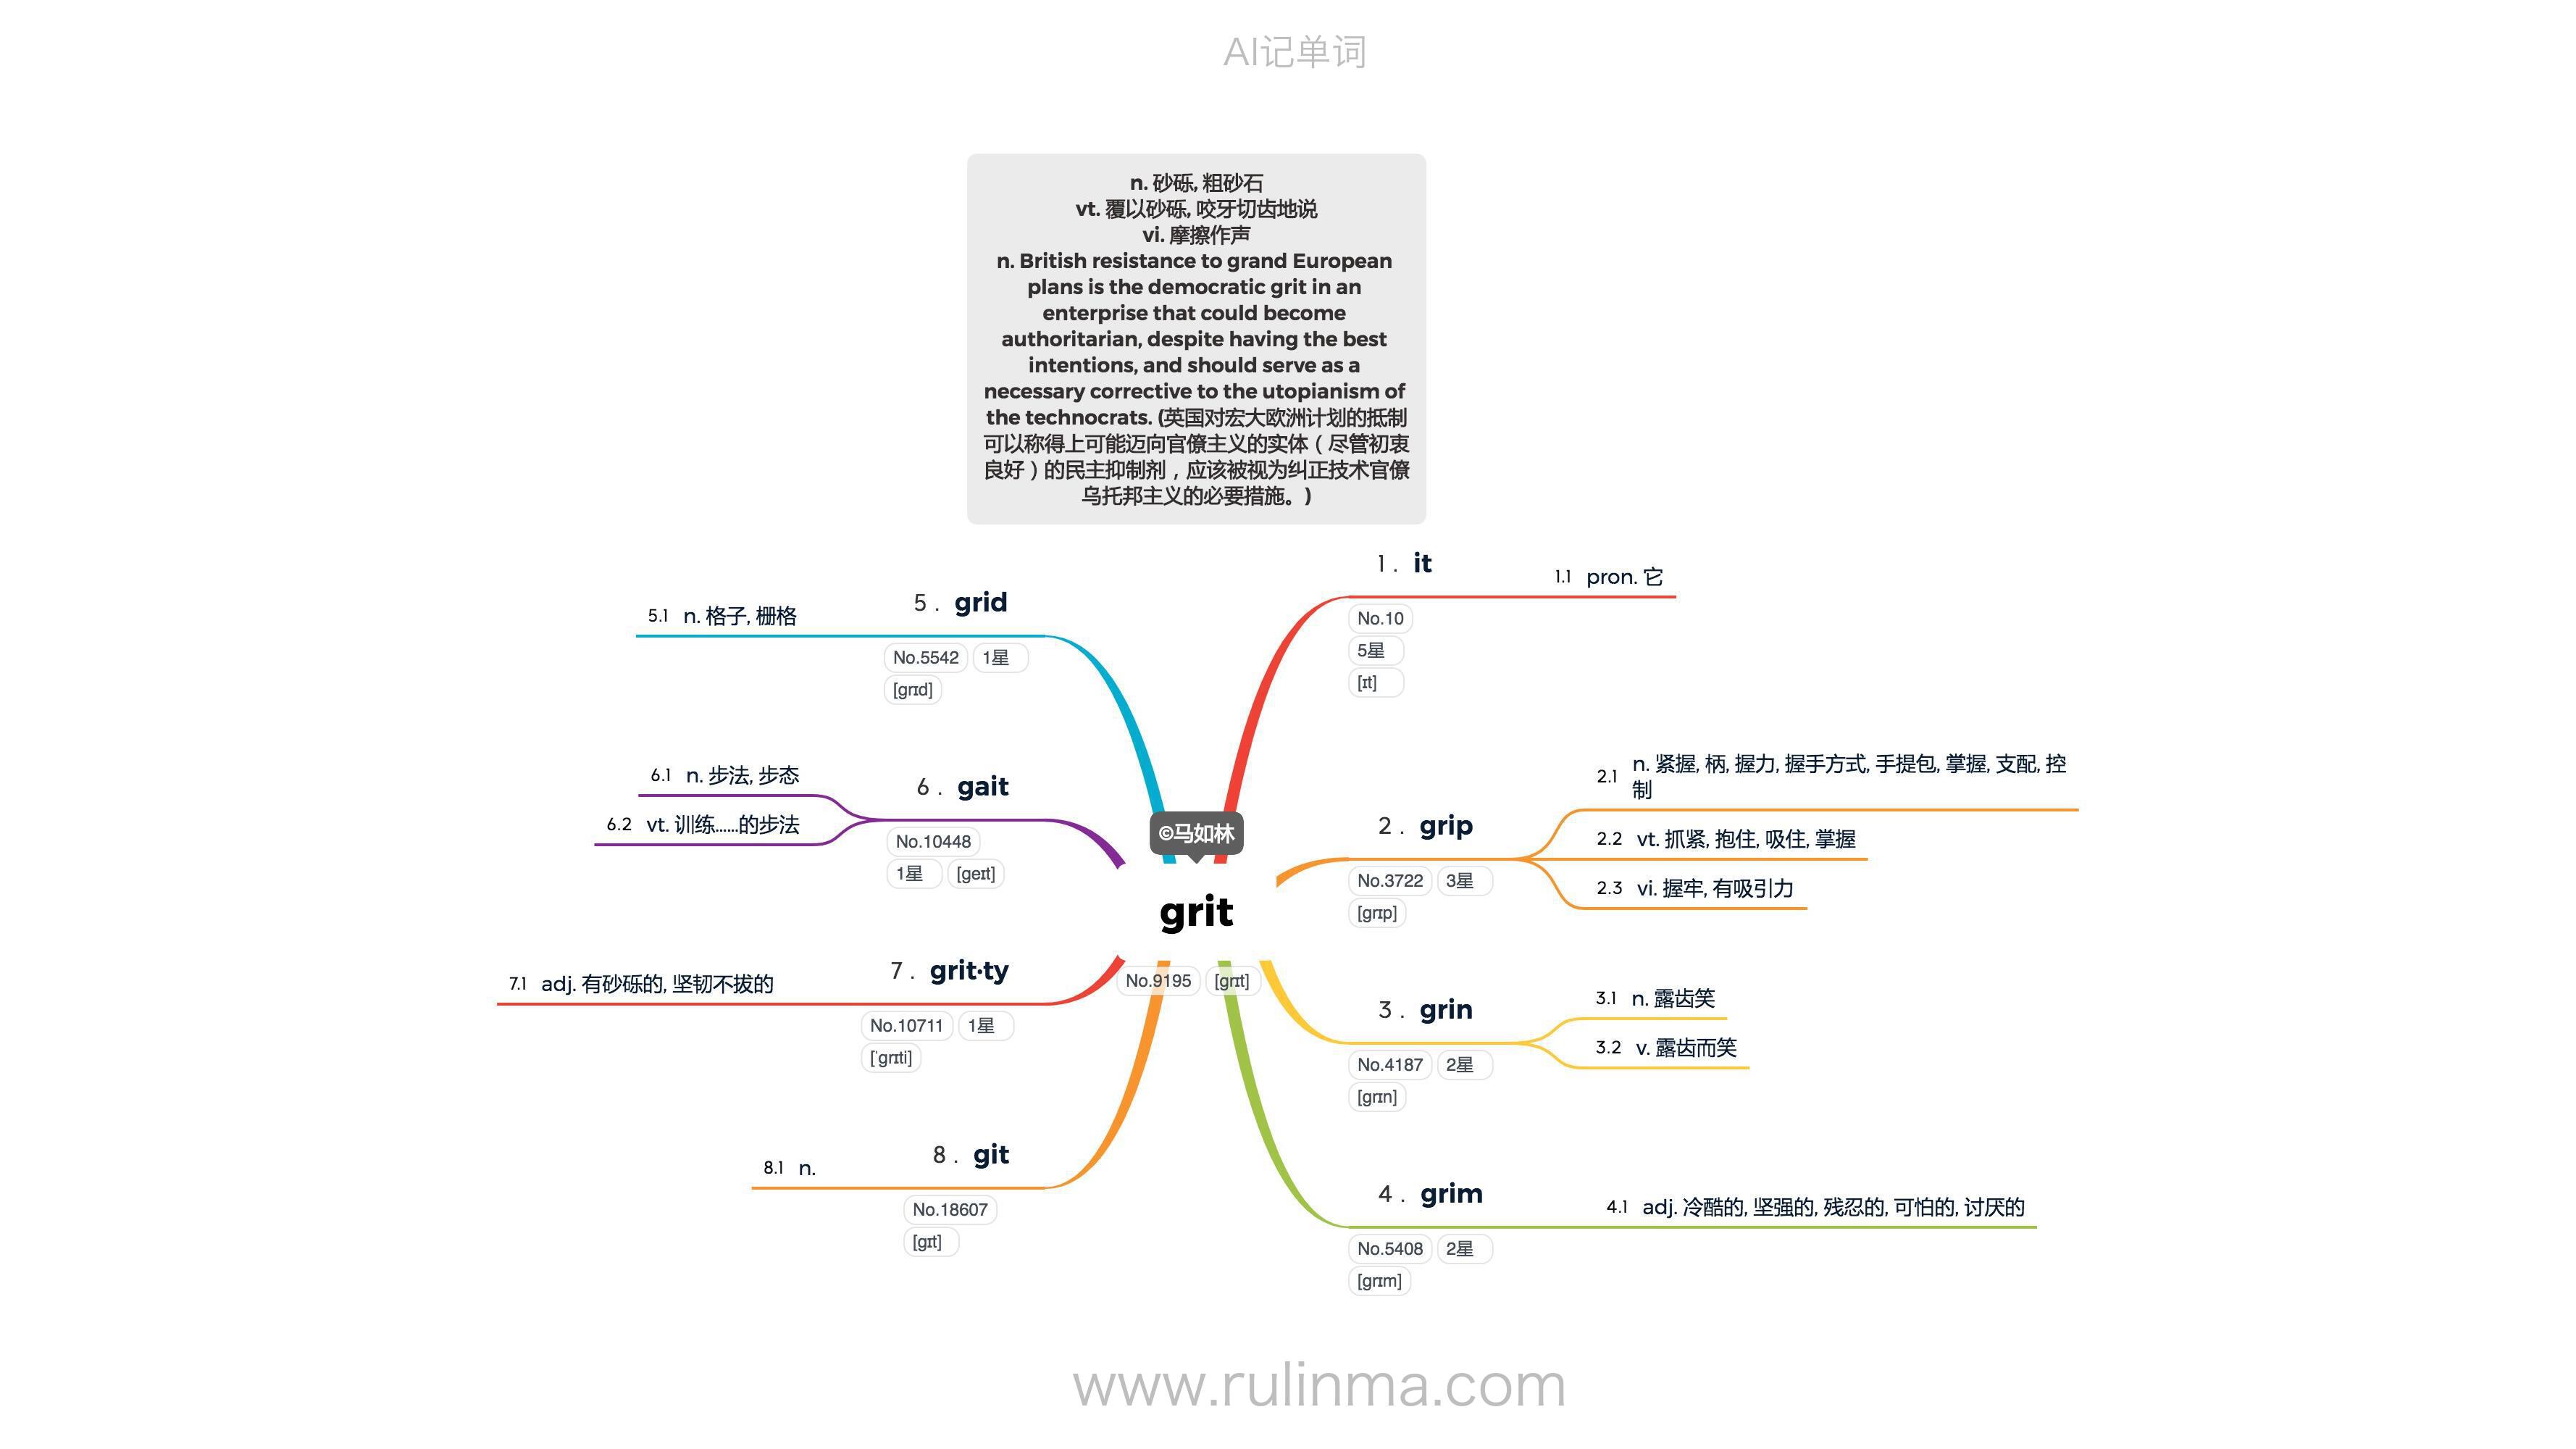 AI记单词
n. 砂砾, 粗砂石
vt. 覆以砂砾, 咬牙切齿地说
vi. 摩擦作声
n. British resistance to grand European
plans is the democratic grit in an
enterprise that could become
authoritarian, despite having the best
intentions, and should serve as a
necessary corrective to the utopianism of
the technocrats. (英国对宏大欧洲计划的抵制
可以称得上可能迈向官僚主义的实体（尽管初衷
良好）的民主抑制剂，应该被视为纠正技术官僚
乌托邦主义的必要措施。)
©马如林
grit
No.9195 [grɪt]
1 . it
No.10
5星
[ɪt]
1.1 pron. 它
2 . grip
No.3722 3星
[grɪp]
2.1 n. 紧握, 柄, 握力, 握手方式, 手提包, 掌握, 支配, 控
制
2.2 vt. 抓紧, 抱住, 吸住, 掌握
2.3 vi. 握牢, 有吸引力
3 . grin
No.4187 2星
[grɪn]
3.1 n. 露齿笑
3.2 v. 露齿而笑
4 . grim
No.5408 2星
[grɪm]
4.1 adj. 冷酷的, 坚强的, 残忍的, 可怕的, 讨厌的
5 . grid
No.5542 1星
[grɪd]
5.1 n. 格子, 栅格
6 . gait
No.10448
1星 [geɪt]
6.1 n. 步法, 步态
6.2 vt. 训练……的步法
7 . grit·ty
No.10711 1星
[ˈgrɪti]
7.1 adj. 有砂砾的, 坚韧不拔的
8 . git
No.18607
[gɪt]
8.1 n.
www.rulinma.com